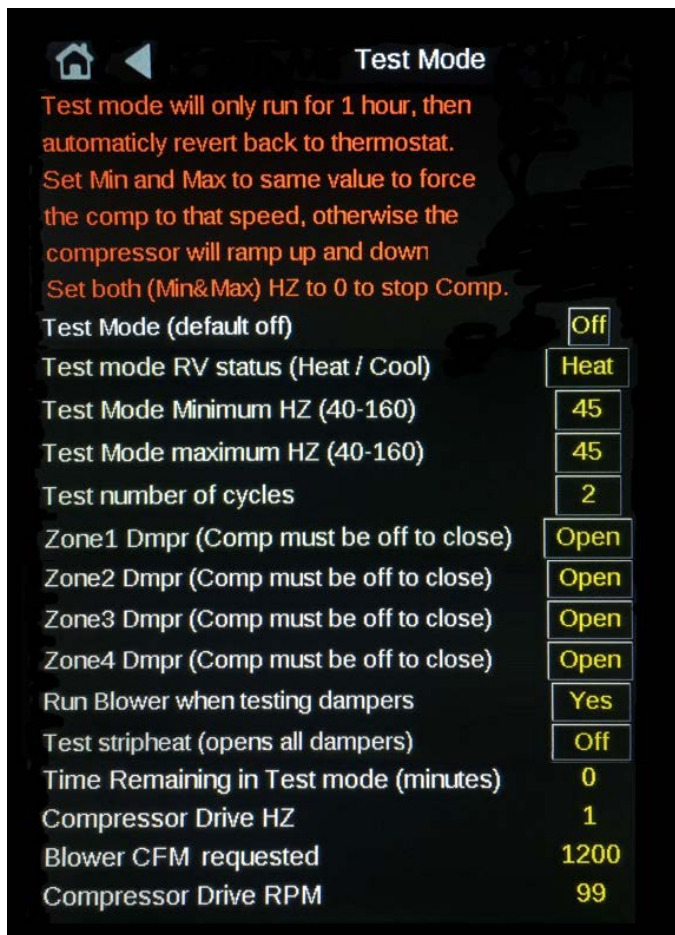 Test Mode
Test mode will only run for 1 hour, then
automaticly revert back to thermostat.
Set Min and Max to same value to force
the comp to that speed, otherwise the
compressor will ramp up and down
Set both (Min&Max) HZ to 0 to stop Comp.
Test Mode (default off) Off
Test mode RV status (Heat / Cool) Heat
Test Mode Minimum HZ (40-160) 45
Test Mode maximum HZ (40-160) 45
Test number of cycles 2
Zone1 Dmpr (Comp must be off to close) Open
Zone2 Dmpr (Comp must be off to close) Open
Zone3 Dmpr (Comp must be off to close) Open
Zone4 Dmpr (Comp must be off to close) Open
Run Blower when testing dampers Yes
Test stripheat (opens all dampers) Off
Time Remaining in Test mode (minutes) 0
Compressor Drive HZ 1
Blower CFM requested 1200
Compressor Drive RPM 99